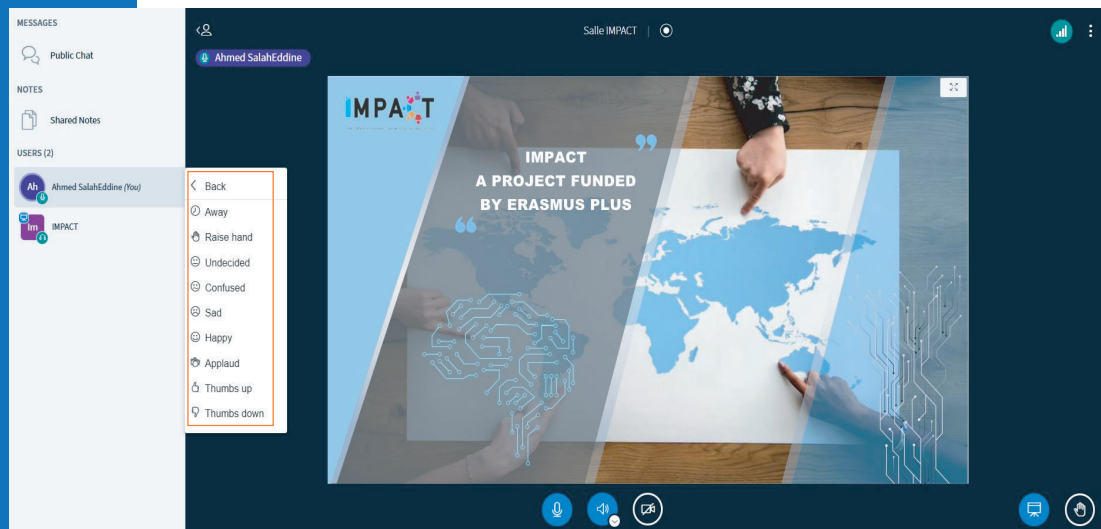 MESSAGES
Public Chat
NOTES
Shared Notes
USERS (2)
Ah
Ahmed SalahEddine (You)
Im
IMPACT
Back
Away
Raise hand
Undecided
Confused
Sad
Happy
Applaud
Thumbs up
Thumbs down
Salle IMPACT
Ahmed SalahEddine
IMPACT
IMPACT
A PROJECT FUNDED
BY ERASMUS PLUS